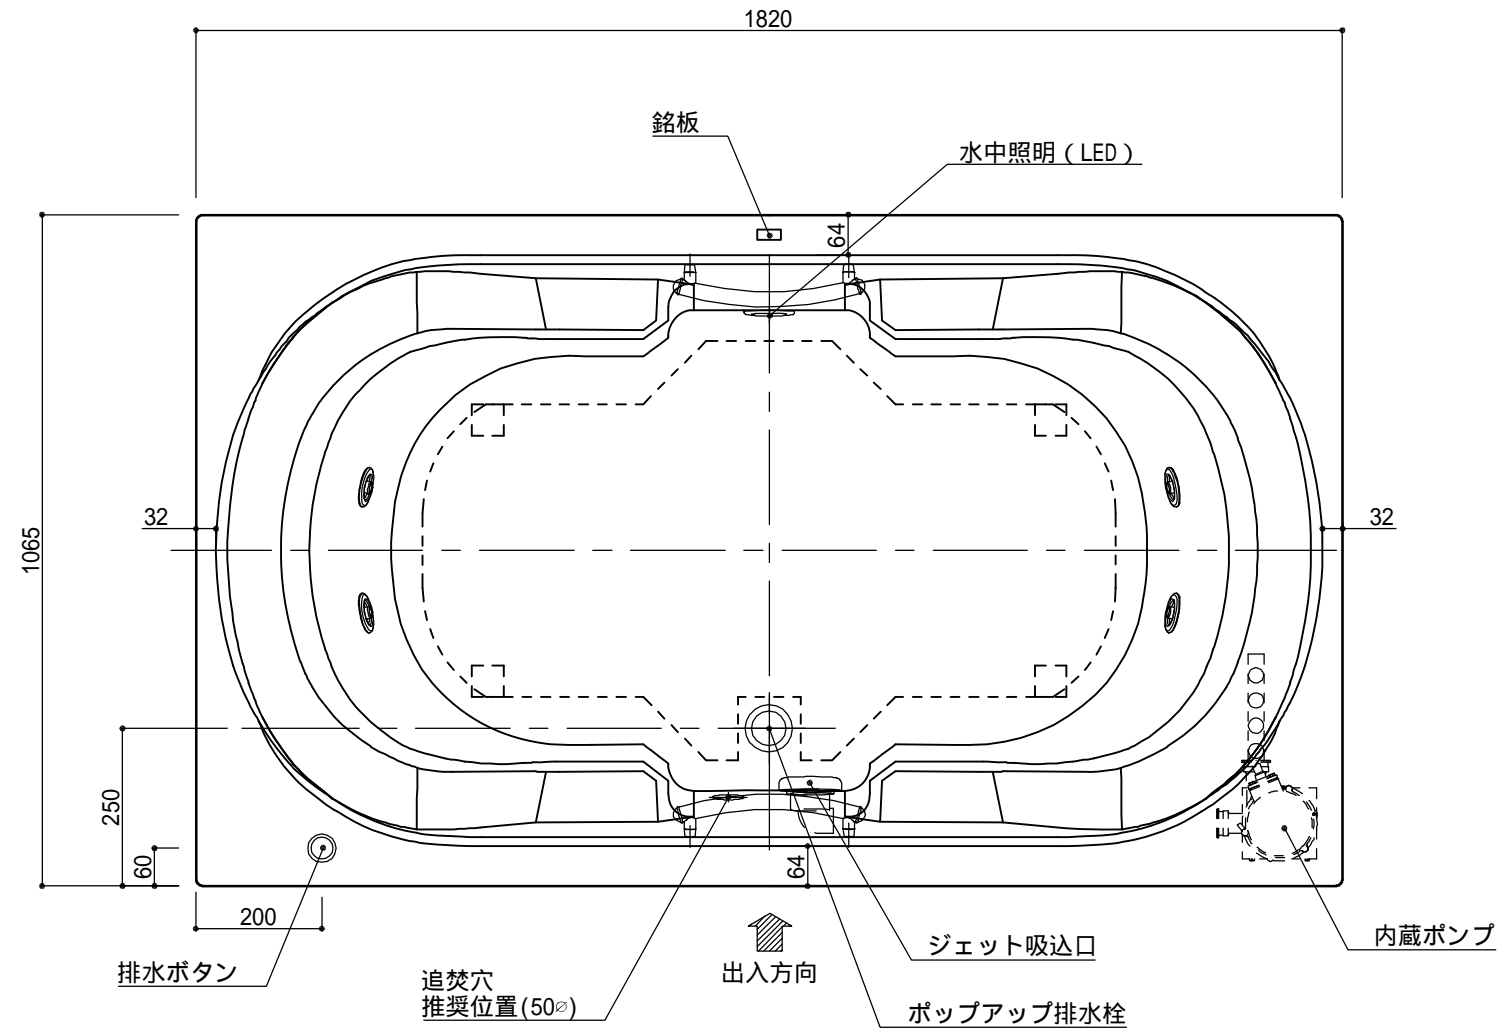 1820
銘板
水中照明（LED）
64
32
1065
32
250
60
200
64
排水ボタン
追焚穴
推奨位置(50∅)
出入方向
ジェット吸込口
ポップアップ排水栓
内蔵ポンプ